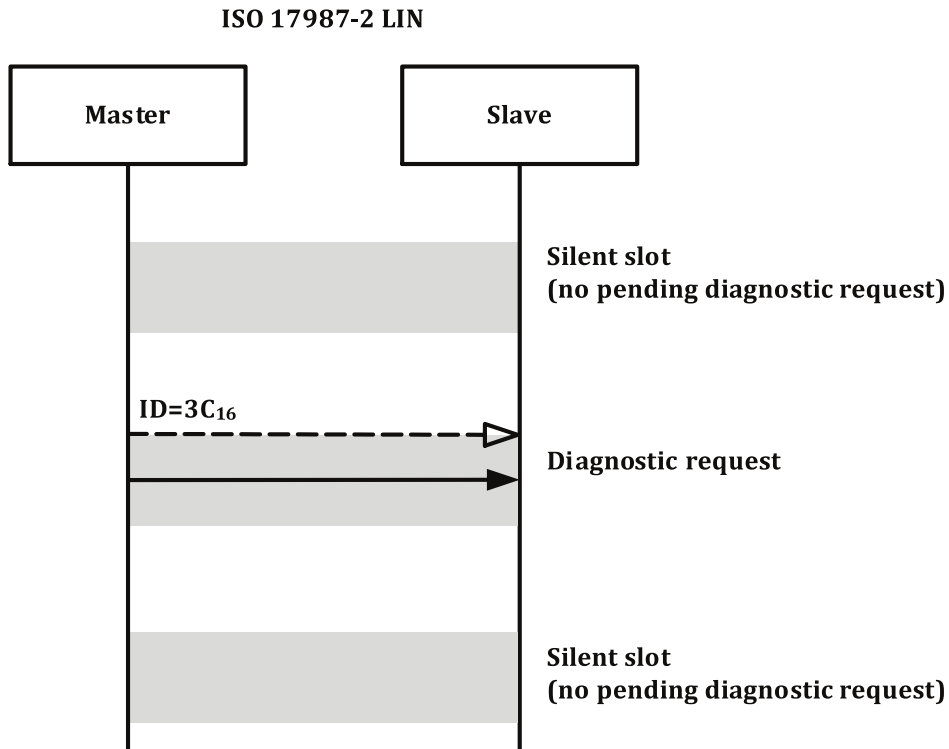 ISO 17987-2 LIN
Master
Slave
Silent slot
(no pending diagnostic request)
ID=3C₁₆
Diagnostic request
Silent slot
(no pending diagnostic request)